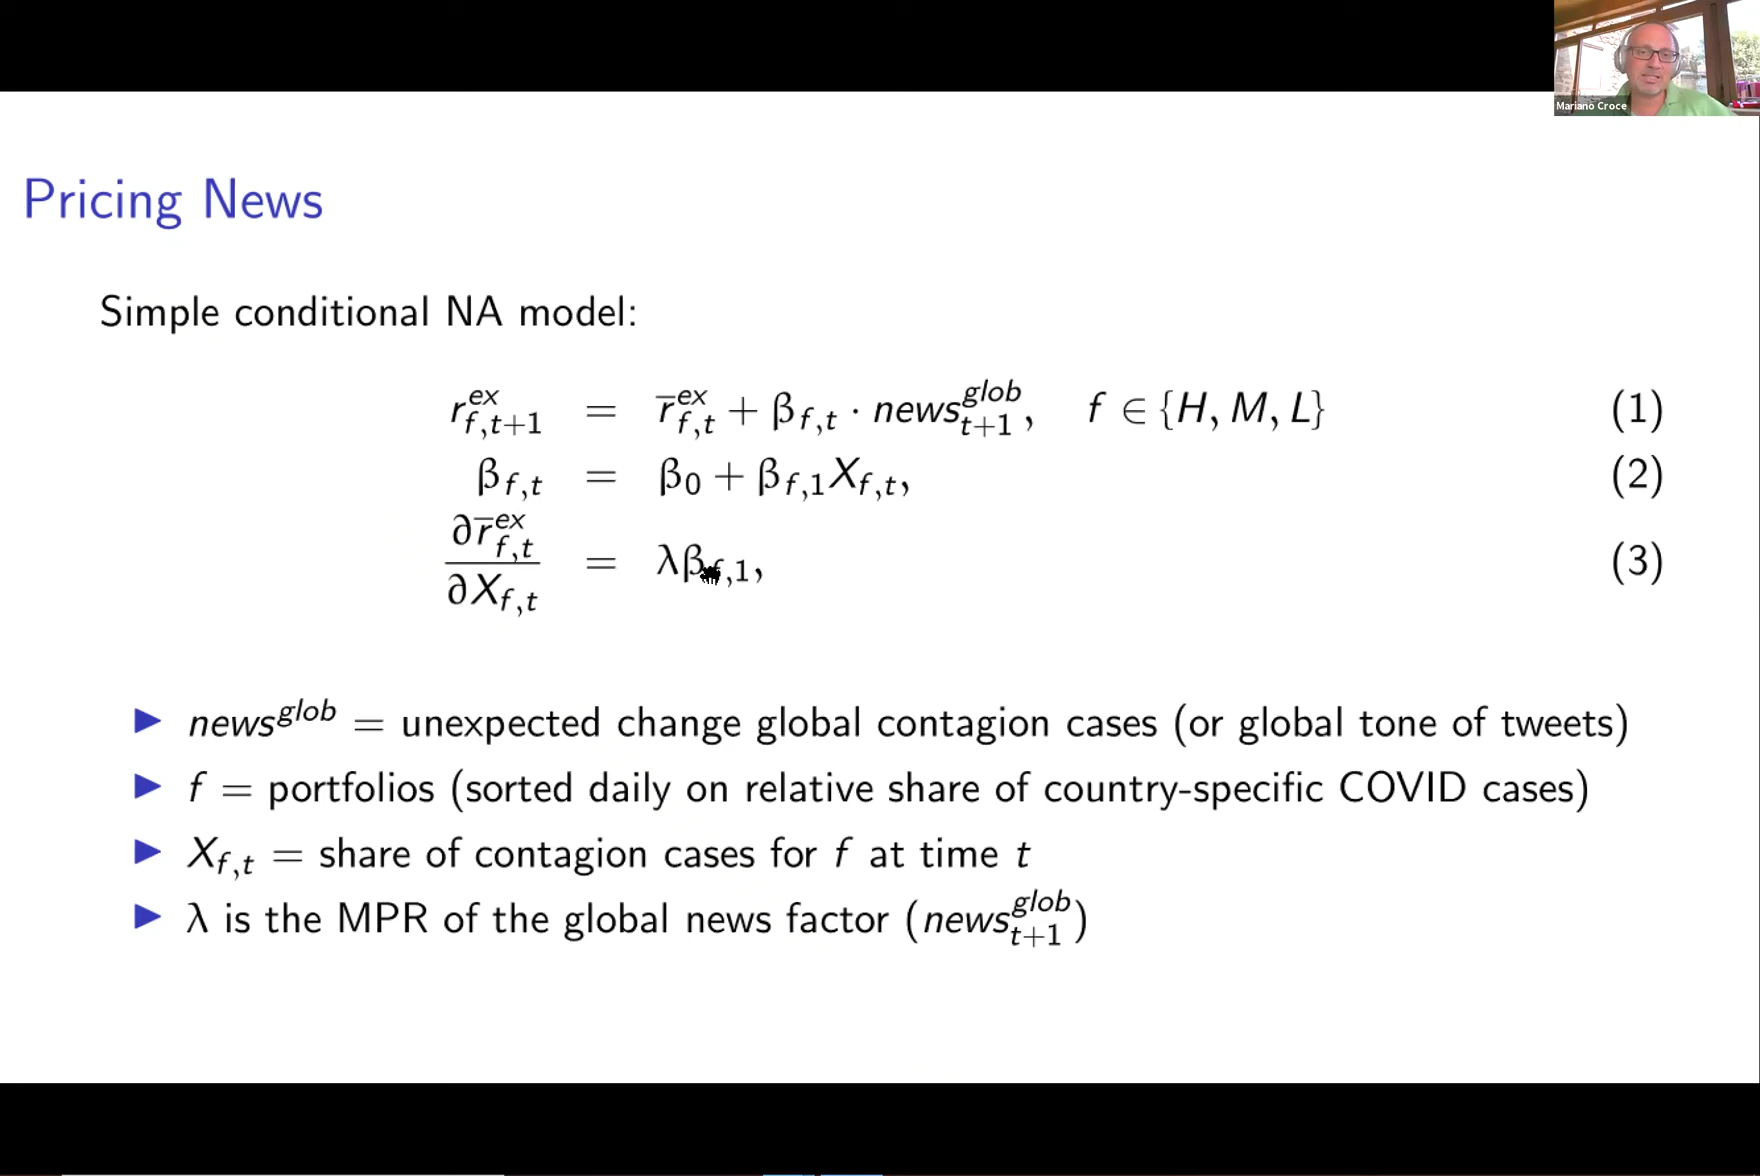 Mariano Croce
Pricing News
Simple conditional NA model:
r^{ex}_{f,t+1} = \bar{r}^{ex}_{f,t} + β_{f,t} · news^{glob}_{t+1}, f ∈ {H, M, L} (1)
β_{f,t} = β_0 + β_{f,1}X_{f,t}, (2)
∂\bar{r}^{ex}_{f,t} / ∂X_{f,t} = λβ_{f,1}, (3)
▶ news^{glob} = unexpected change global contagion cases (or global tone of tweets)
▶ f = portfolios (sorted daily on relative share of country-specific COVID cases)
▶ X_{f,t} = share of contagion cases for f at time t
▶ λ is the MPR of the global news factor (news^{glob}_{t+1})